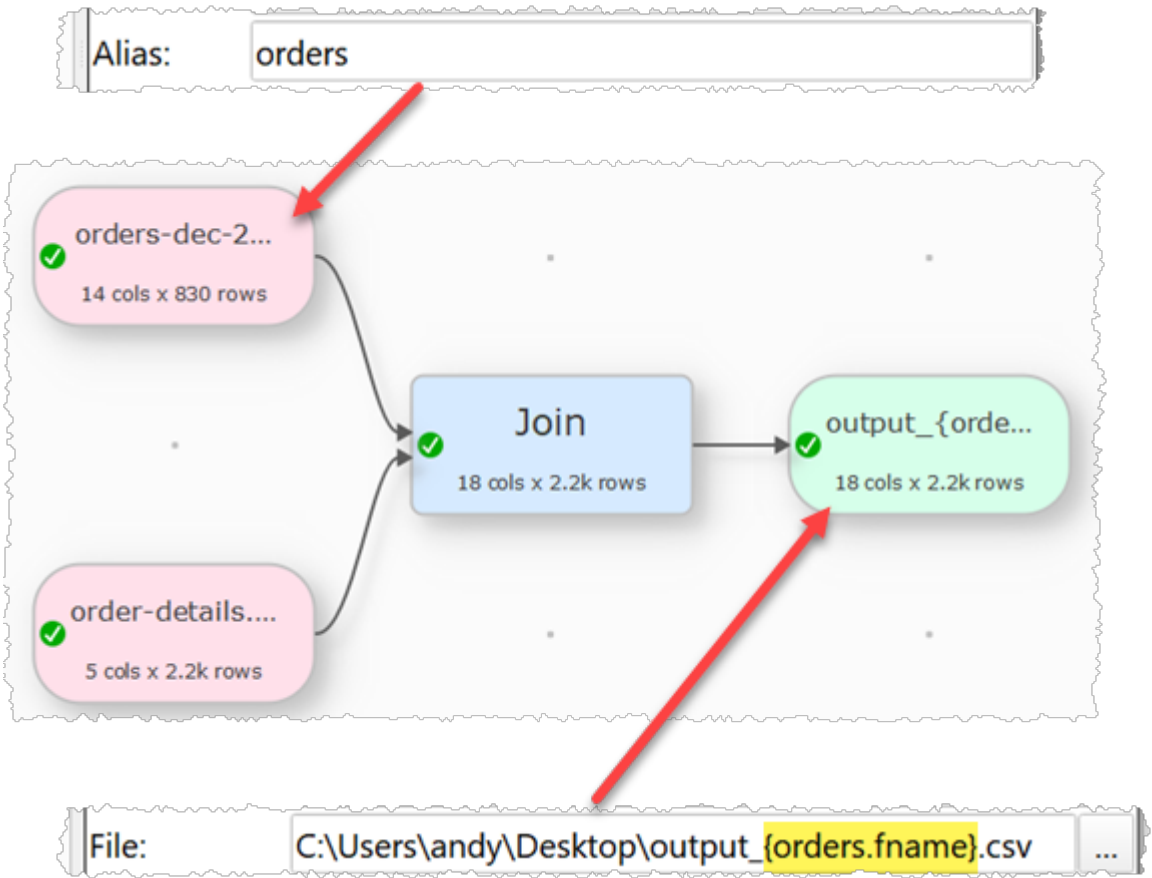 Alias: orders
orders-dec-2...
14 cols x 830 rows
Join
18 cols x 2.2k rows
output_{orde...
18 cols x 2.2k rows
order-details....
5 cols x 2.2k rows
File: C:\Users\andy\Desktop\output_{orders.fname}.csv ...